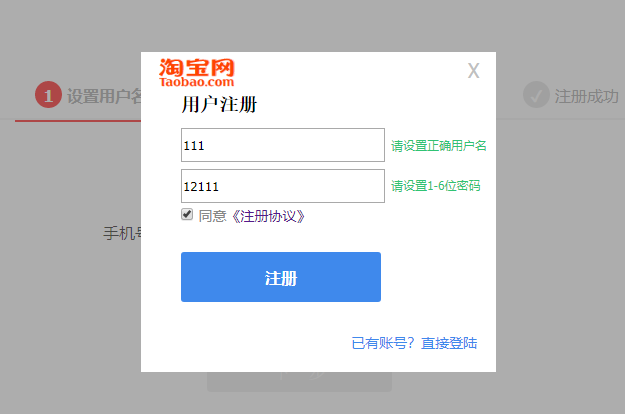 淘宝网
Taobao.com
X
1 设置用户名
注册成功
用户注册
111 请设置正确用户名
12111 请设置1-6位密码
同意《注册协议》
手机号
注册
已有账号？直接登陆